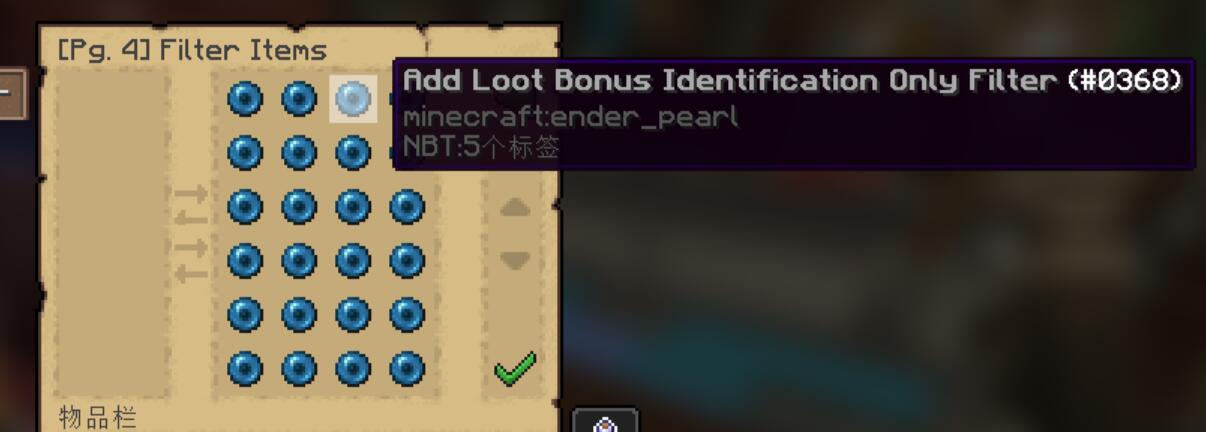 [Pg. 4] Filter Items
Add Loot Bonus Identification Only Filter (#0368)
minecraft:ender_pearl
NBT:5个标签
物品栏